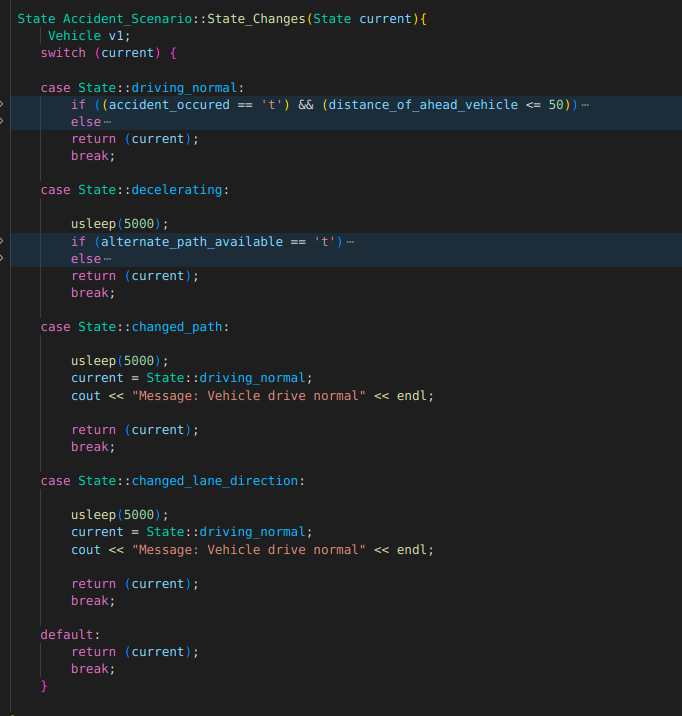 State Accident_Scenario::State_Changes(State current){
Vehicle v1;
switch (current) {
case State::driving_normal:
if ((accident_occured == 't') && (distance_of_ahead_vehicle <= 50))⋯
else⋯
return (current);
break;
case State::decelerating:
usleep(5000);
if (alternate_path_available == 't')⋯
else⋯
return (current);
break;
case State::changed_path:
usleep(5000);
current = State::driving_normal;
cout << "Message: Vehicle drive normal" << endl;
return (current);
break;
case State::changed_lane_direction:
usleep(5000);
current = State::driving_normal;
cout << "Message: Vehicle drive normal" << endl;
return (current);
break;
default:
return (current);
break;
}